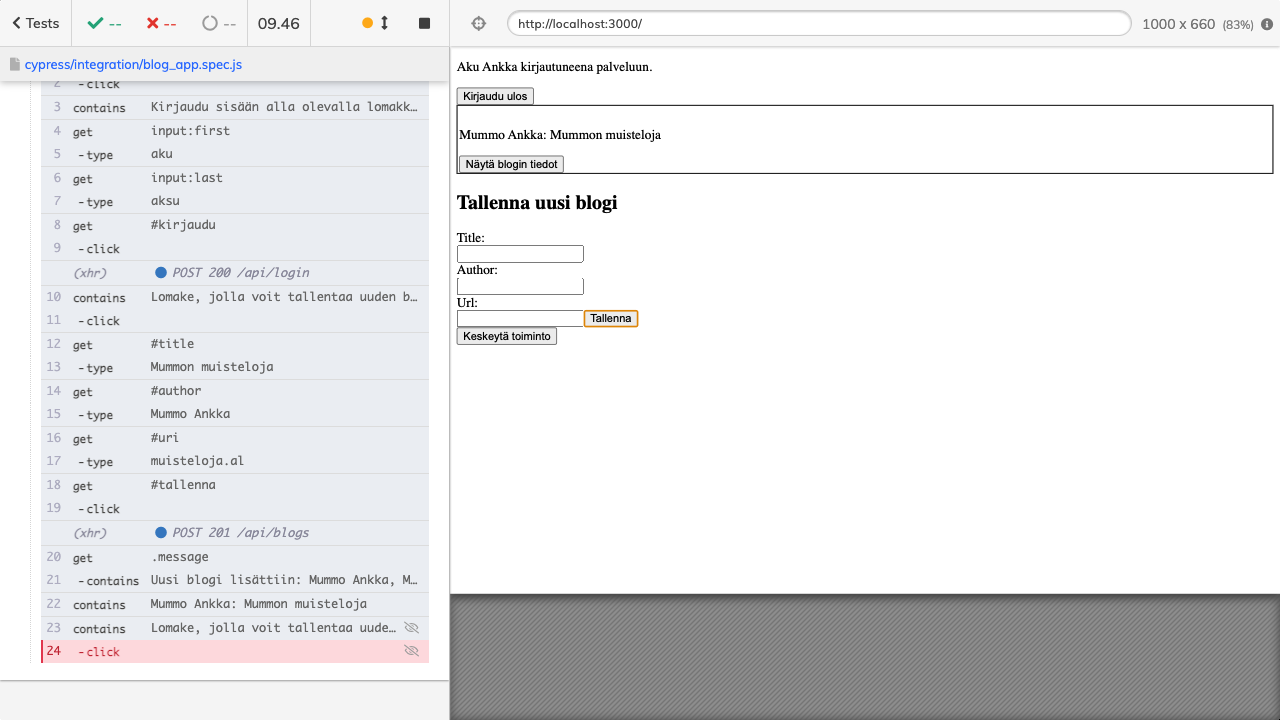 Tests
--
--
--
09.46
cypress/integration/blog_app.spec.js
2 -click
3 contains Kirjaudu sisään alla olevalla lomakk…
4 get input:first
5 -type aku
6 get input:last
7 -type aksu
8 get #kirjaudu
9 -click
(xhr) POST 200 /api/login
10 contains Lomake, jolla voit tallentaa uuden b…
11 -click
12 get #title
13 -type Mummon muisteloja
14 get #author
15 -type Mummo Ankka
16 get #uri
17 -type muisteloja.al
18 get #tallenna
19 -click
(xhr) POST 201 /api/blogs
20 get .message
21 -contains Uusi blogi lisättiin: Mummo Ankka, M…
22 contains Mummo Ankka: Mummon muisteloja
23 contains Lomake, jolla voit tallentaa uude…
24 -click
http://localhost:3000/
1000 x 660 (83%)
Aku Ankka kirjautuneena palveluun.
Kirjaudu ulos
Mummo Ankka: Mummon muisteloja
Näytä blogin tiedot
Tallenna uusi blogi
Title:
Author:
Url:
Tallenna
Keskeytä toiminto